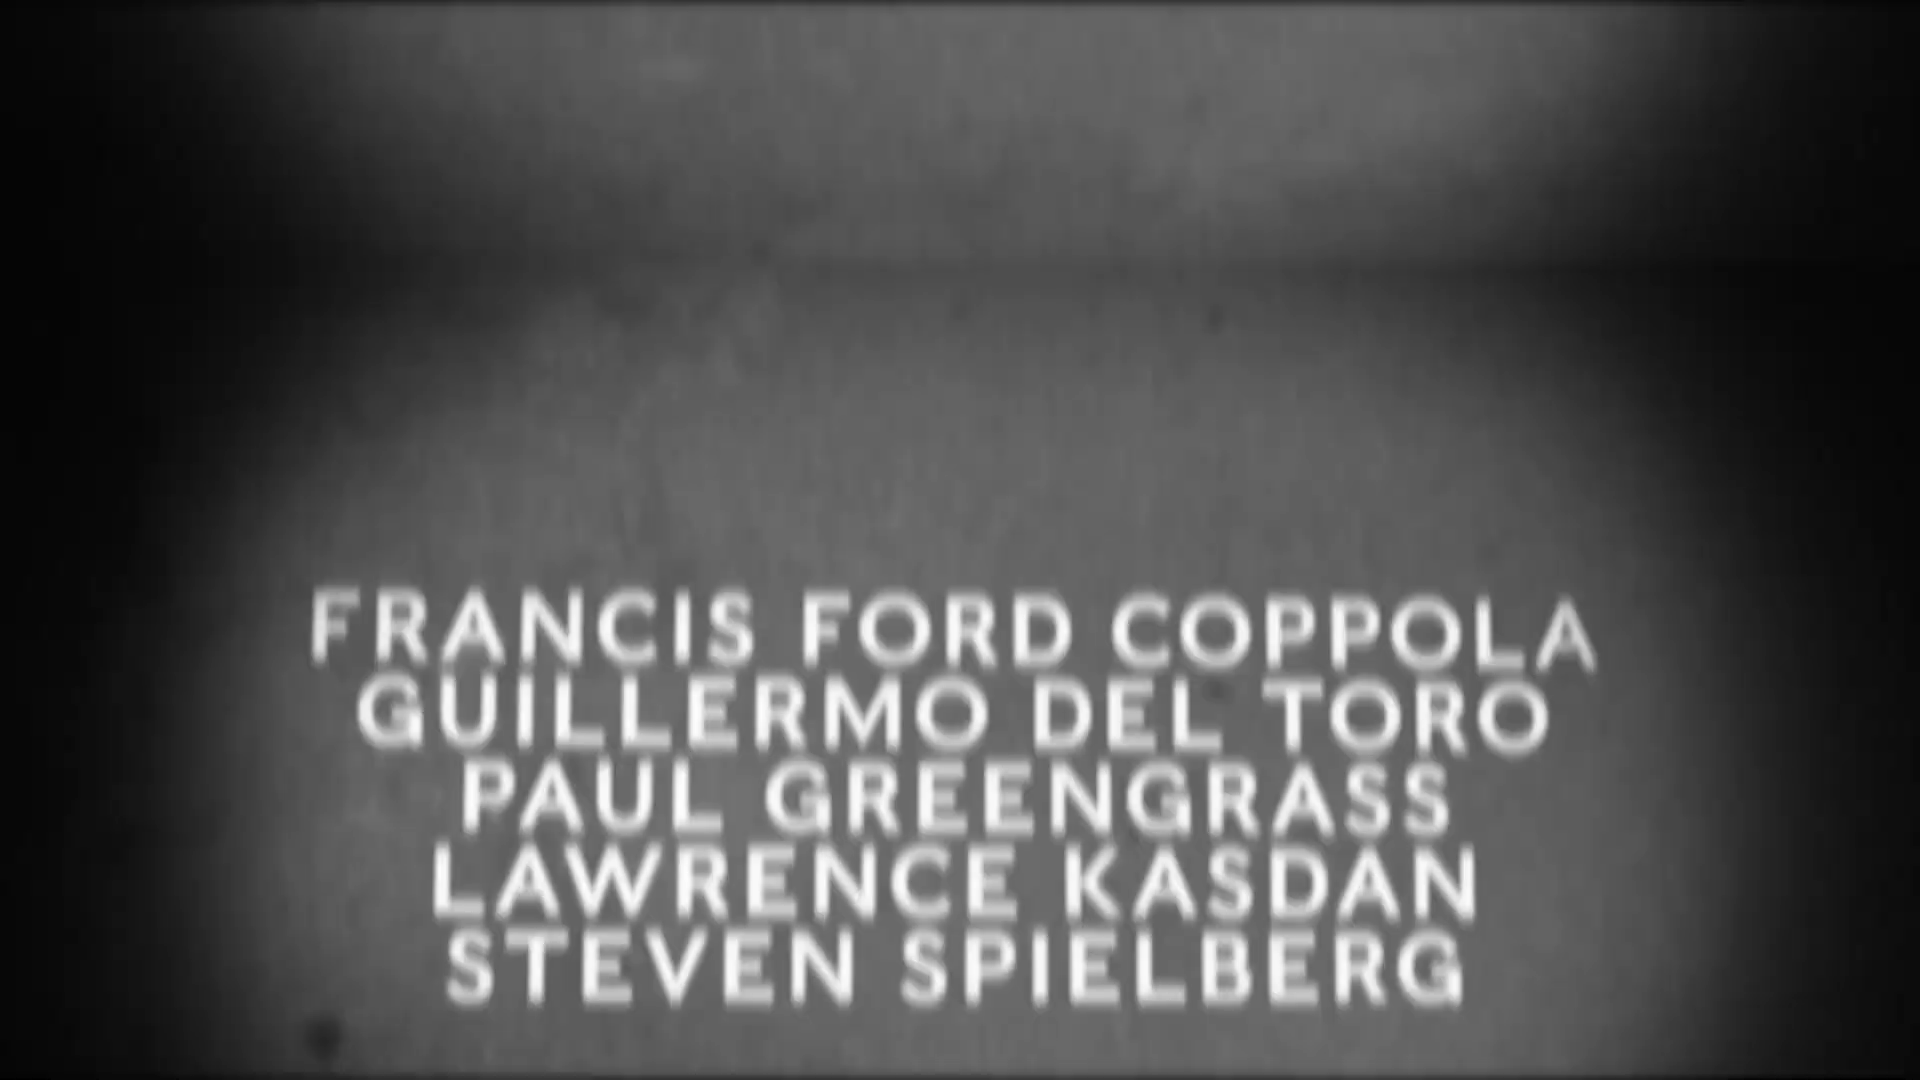 FRANCIS FORD COPPOLA
GUILLERMO DEL TORO
PAUL GREENGRASS
LAWRENCE KASDAN
STEVEN SPIELBERG